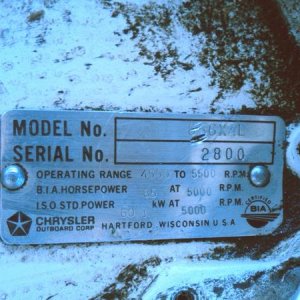 MODEL No.
SERIAL No. 2800
OPERATING RANGE TO 5500 R.P.M.
B.I.A. HORSEPOWER AT 5000 R.P.M.
I.S.O STD. POWER kW AT 5000 R.P.M.
CHRYSLER
OUTBOARD CORP. HARTFORD, WISCONSIN U.S.A.
CERTIFIED
BIA